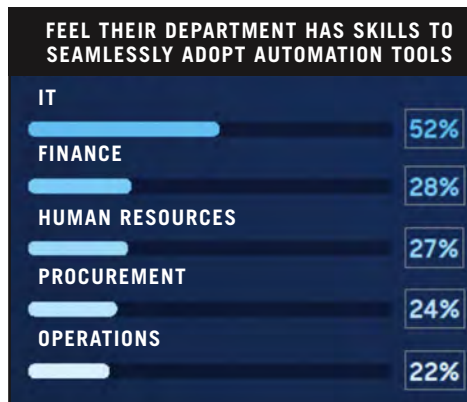 FEEL THEIR DEPARTMENT HAS SKILLS TO
SEAMLESSLY ADOPT AUTOMATION TOOLS
IT
52%
FINANCE
28%
HUMAN RESOURCES
27%
PROCUREMENT
24%
OPERATIONS
22%